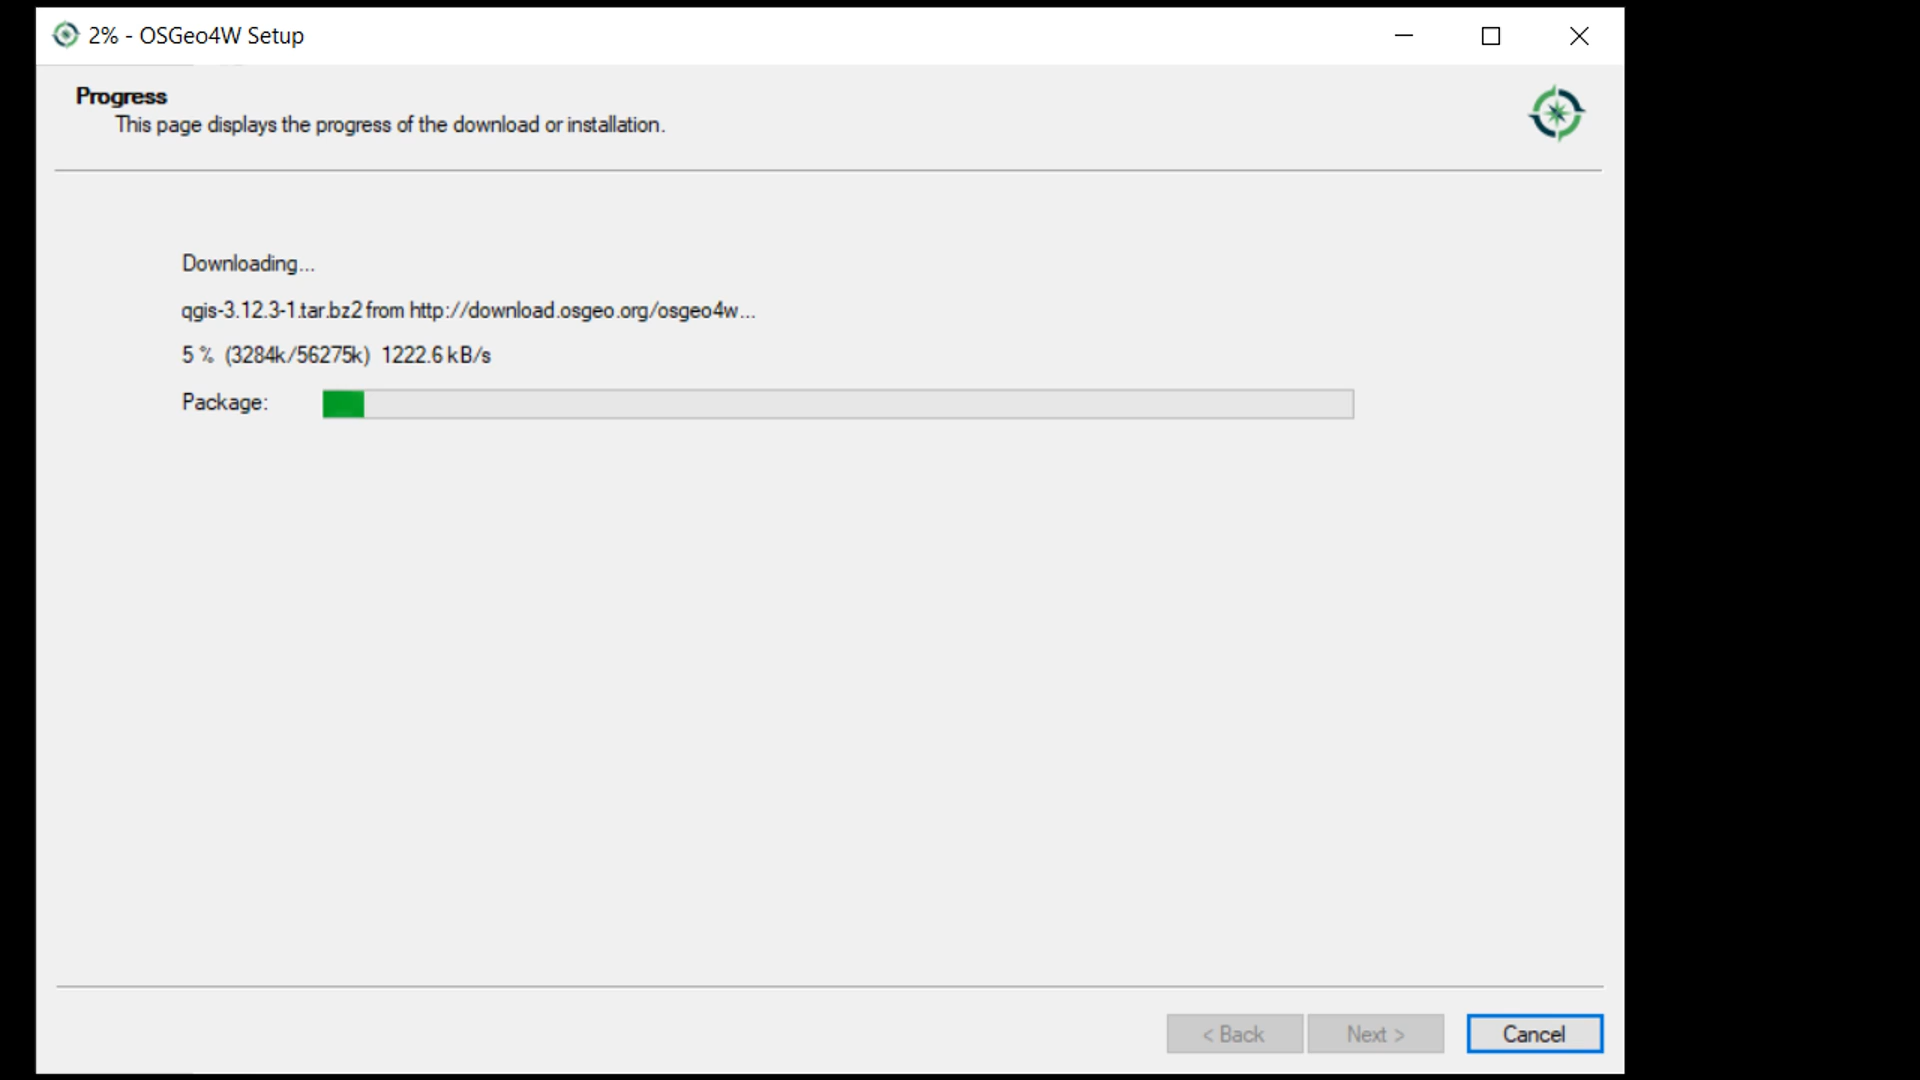 2% - OSGeo4W Setup
Progress
This page displays the progress of the download or installation.
Downloading...
qgis-3.12.3-1.tar.bz2 from http://download.osgeo.org/osgeo4w...
5 % (3284k/56275k) 1222.6 kB/s
Package:
< Back Next > Cancel